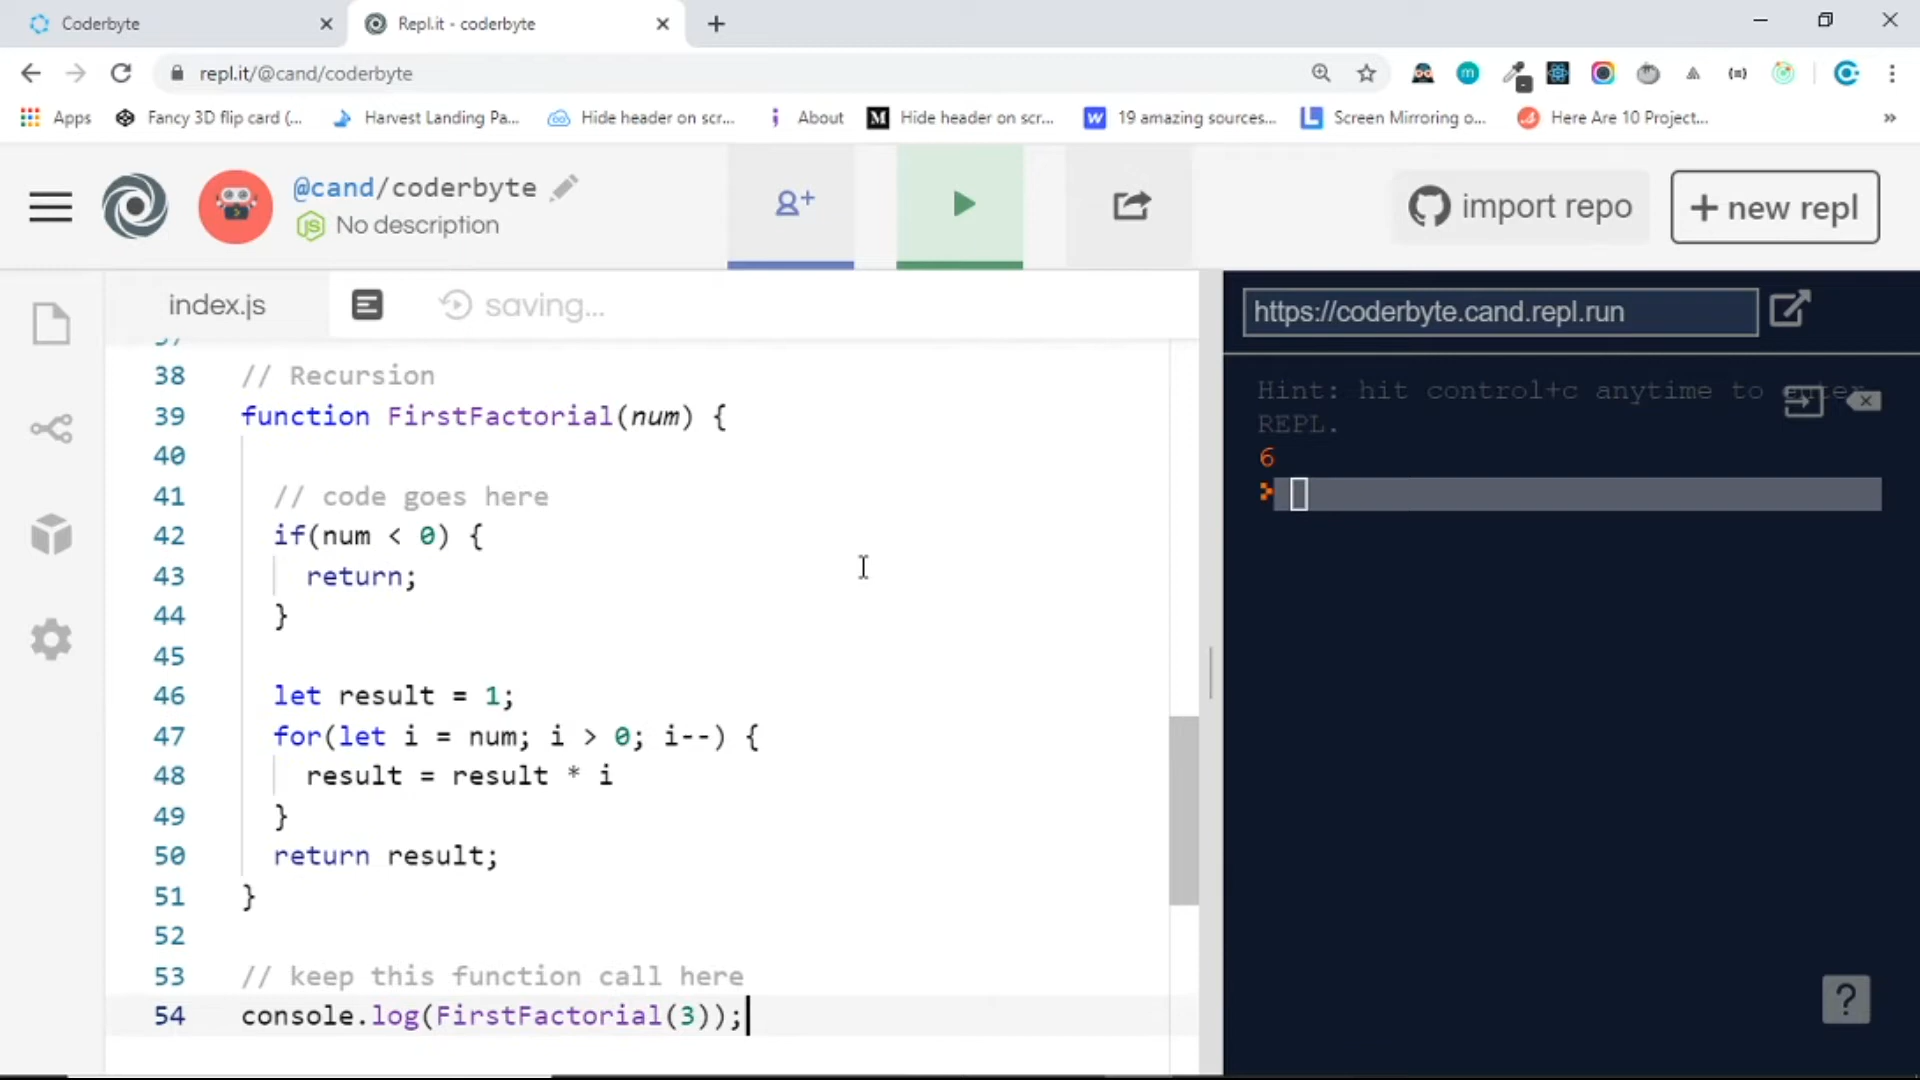 Coderbyte
Repl.it - coderbyte
repl.it/@cand/coderbyte
Apps
Fancy 3D flip card (...
Harvest Landing Pa...
Hide header on scr...
About
Hide header on scr...
19 amazing sources...
Screen Mirroring o...
Here Are 10 Project...
@cand/coderbyte
No description
import repo
+ new repl
index.js
saving...
https://coderbyte.cand.repl.run
38 // Recursion
39 function FirstFactorial(num) {
40
41 // code goes here
42 if(num < 0) {
43 return;
44 }
45
46 let result = 1;
47 for(let i = num; i > 0; i--) {
48 result = result * i
49 }
50 return result;
51 }
52
53 // keep this function call here
54 console.log(FirstFactorial(3));
Hint: hit control+c anytime to enter
REPL.
6
?